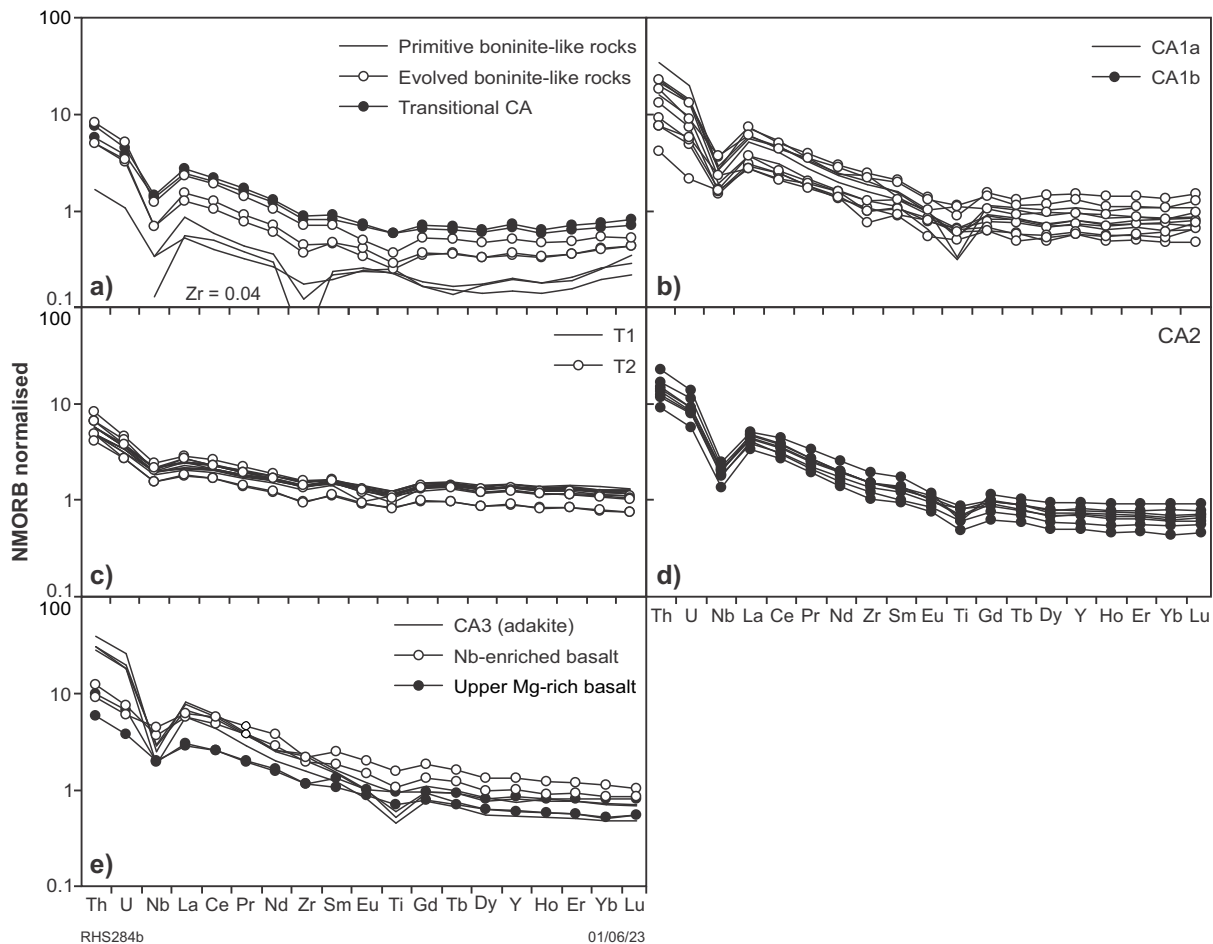 NMORB normalised
100
10
1
0.1
Primitive boninite-like rocks
Evolved boninite-like rocks
Transitional CA
a)
Zr = 0.04
CA1a
CA1b
b)
100
10
1
0.1
T1
T2
c)
CA2
d)
Th U Nb La Ce Pr Nd Zr Sm Eu Ti Gd Tb Dy Y Ho Er Yb Lu
100
10
1
0.1
CA3 (adakite)
Nb-enriched basalt
Upper Mg-rich basalt
e)
Th U Nb La Ce Pr Nd Zr Sm Eu Ti Gd Tb Dy Y Ho Er Yb Lu
RHS284b 01/06/23